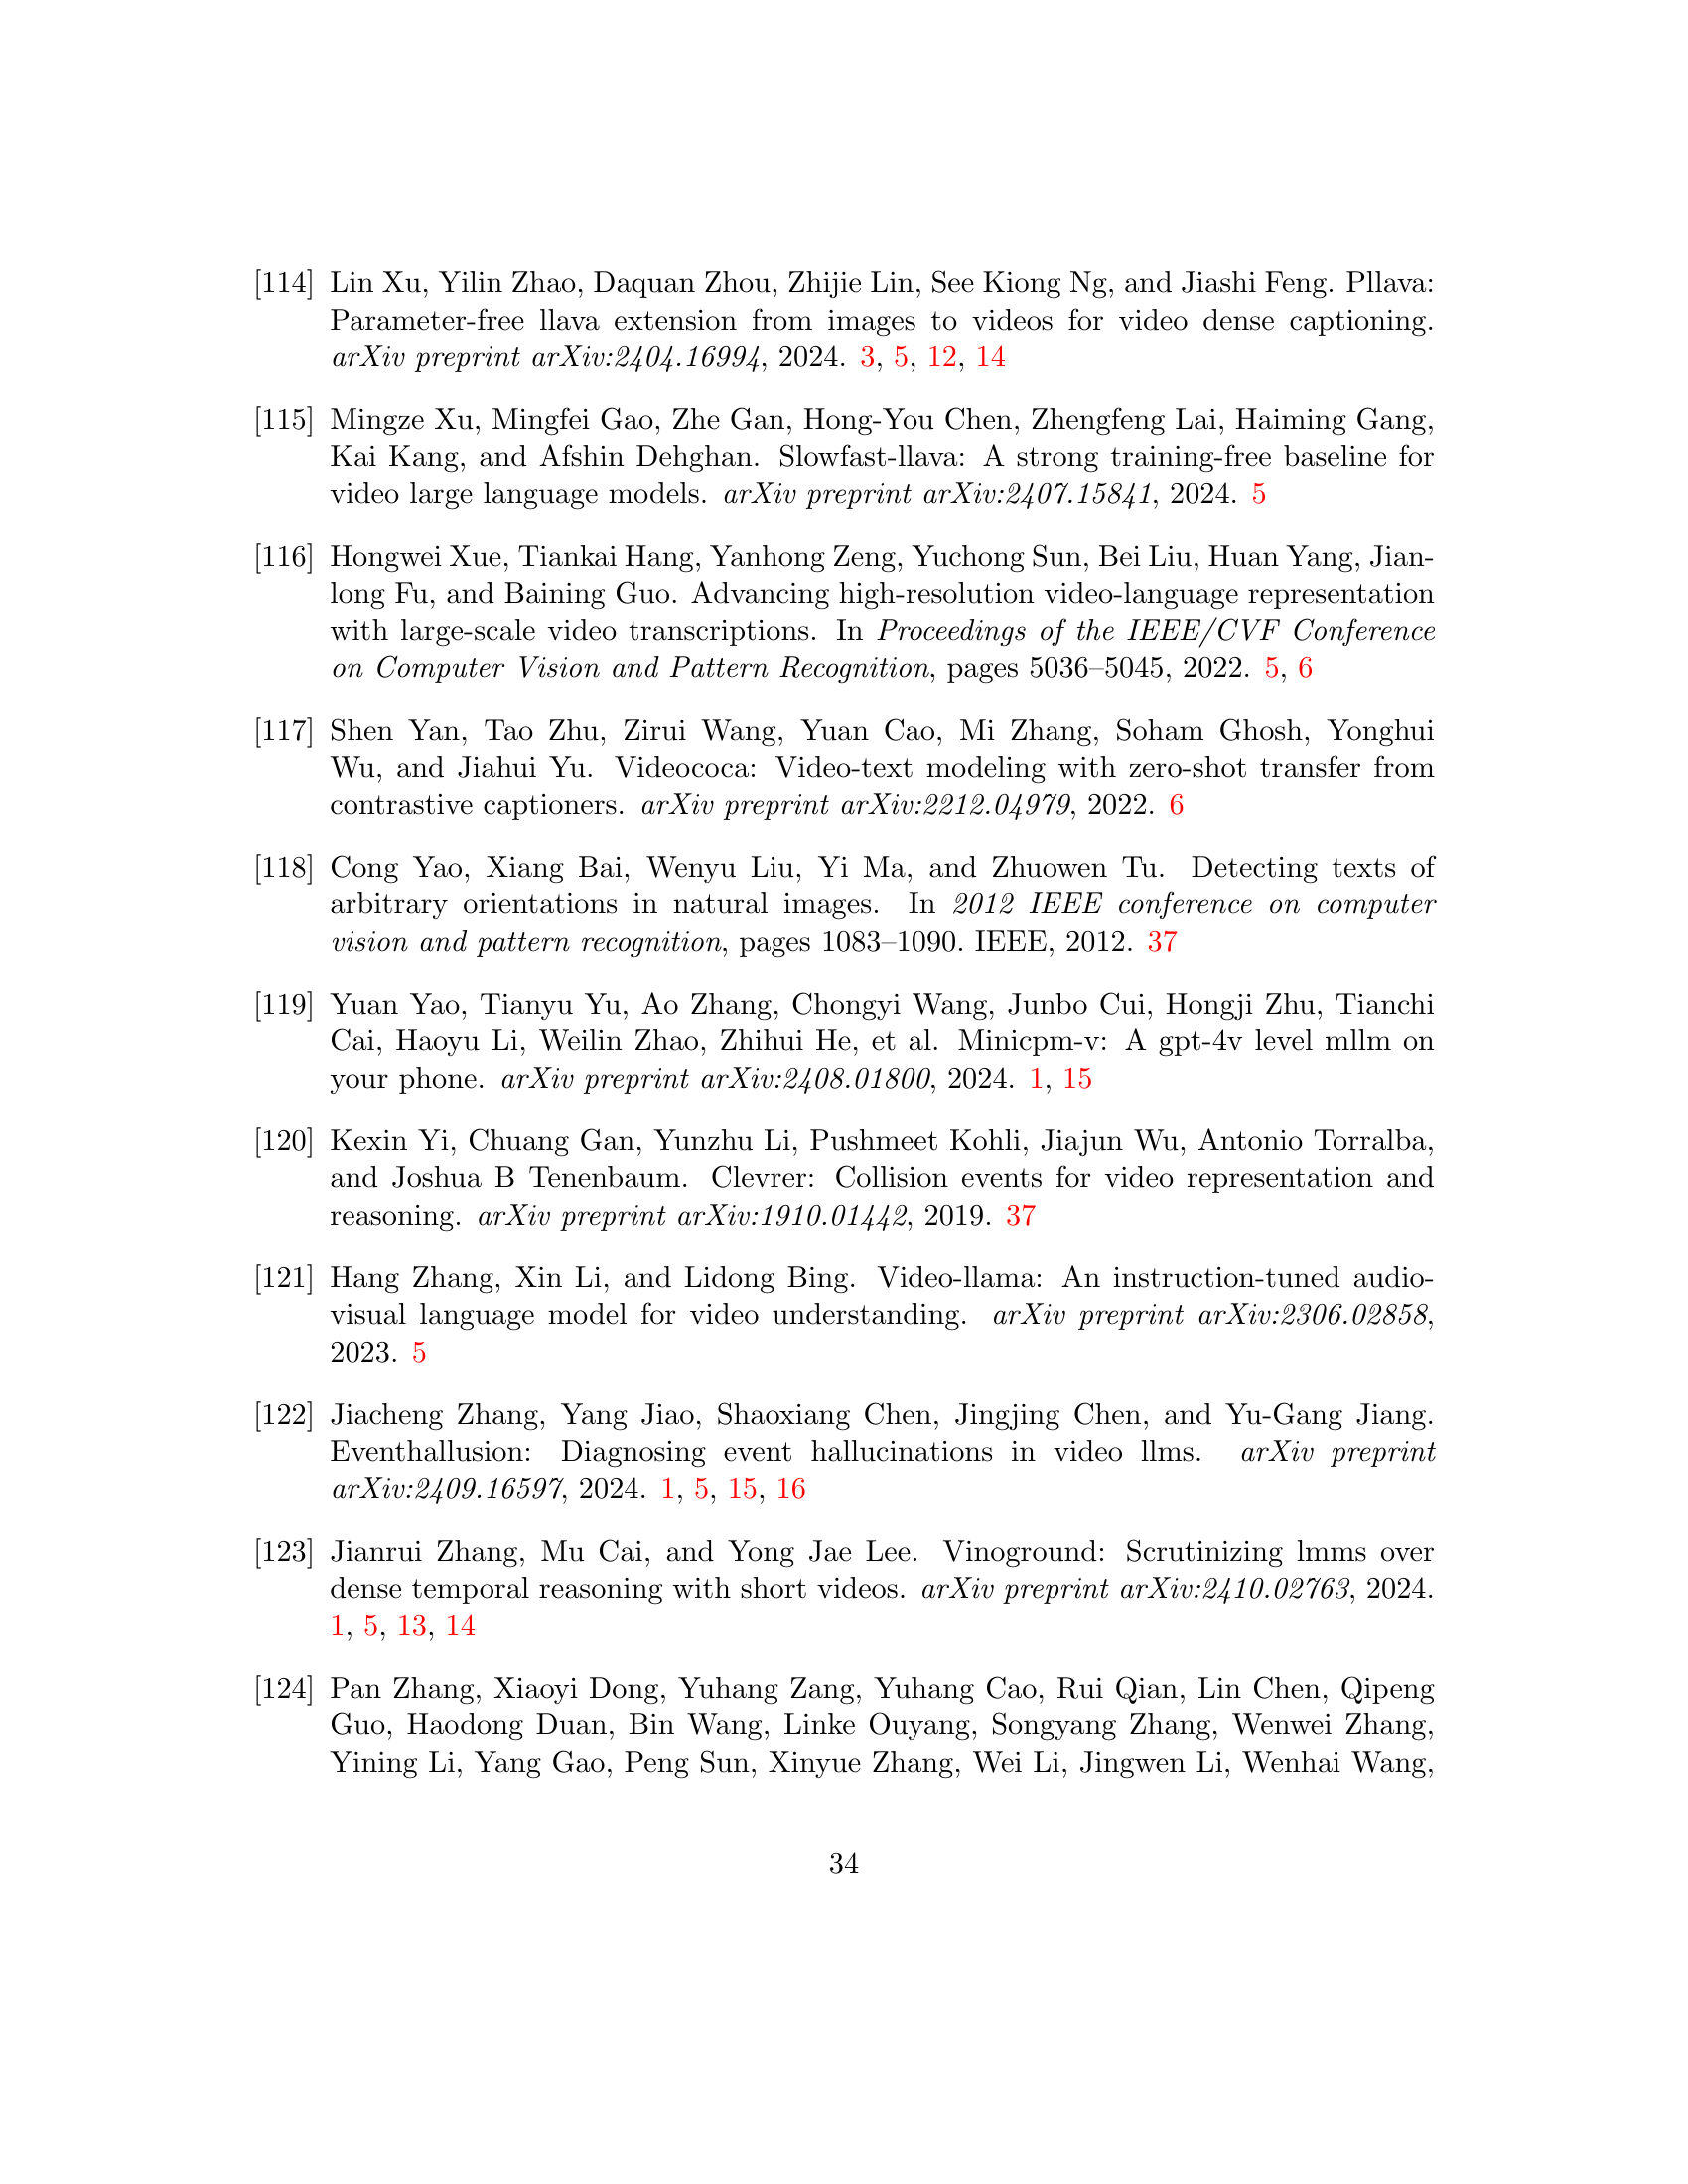 [114] Lin Xu, Yilin Zhao, Daquan Zhou, Zhijie Lin, See Kiong Ng, and Jiashi Feng. Pllava:
Parameter-free llava extension from images to videos for video dense captioning.
arXiv preprint arXiv:2404.16994, 2024. 3, 5, 12, 14
[115] Mingze Xu, Mingfei Gao, Zhe Gan, Hong-You Chen, Zhengfeng Lai, Haiming Gang,
Kai Kang, and Afshin Dehghan. Slowfast-llava: A strong training-free baseline for
video large language models. arXiv preprint arXiv:2407.15841, 2024. 5
[116] Hongwei Xue, Tiankai Hang, Yanhong Zeng, Yuchong Sun, Bei Liu, Huan Yang, Jian-
long Fu, and Baining Guo. Advancing high-resolution video-language representation
with large-scale video transcriptions. In Proceedings of the IEEE/CVF Conference
on Computer Vision and Pattern Recognition, pages 5036–5045, 2022. 5, 6
[117] Shen Yan, Tao Zhu, Zirui Wang, Yuan Cao, Mi Zhang, Soham Ghosh, Yonghui
Wu, and Jiahui Yu. Videococa: Video-text modeling with zero-shot transfer from
contrastive captioners. arXiv preprint arXiv:2212.04979, 2022. 6
[118] Cong Yao, Xiang Bai, Wenyu Liu, Yi Ma, and Zhuowen Tu. Detecting texts of
arbitrary orientations in natural images. In 2012 IEEE conference on computer
vision and pattern recognition, pages 1083–1090. IEEE, 2012. 37
[119] Yuan Yao, Tianyu Yu, Ao Zhang, Chongyi Wang, Junbo Cui, Hongji Zhu, Tianchi
Cai, Haoyu Li, Weilin Zhao, Zhihui He, et al. Minicpm-v: A gpt-4v level mllm on
your phone. arXiv preprint arXiv:2408.01800, 2024. 1, 15
[120] Kexin Yi, Chuang Gan, Yunzhu Li, Pushmeet Kohli, Jiajun Wu, Antonio Torralba,
and Joshua B Tenenbaum. Clevrer: Collision events for video representation and
reasoning. arXiv preprint arXiv:1910.01442, 2019. 37
[121] Hang Zhang, Xin Li, and Lidong Bing. Video-llama: An instruction-tuned audio-
visual language model for video understanding. arXiv preprint arXiv:2306.02858,
2023. 5
[122] Jiacheng Zhang, Yang Jiao, Shaoxiang Chen, Jingjing Chen, and Yu-Gang Jiang.
Eventhallusion: Diagnosing event hallucinations in video llms. arXiv preprint
arXiv:2409.16597, 2024. 1, 5, 15, 16
[123] Jianrui Zhang, Mu Cai, and Yong Jae Lee. Vinoground: Scrutinizing lmms over
dense temporal reasoning with short videos. arXiv preprint arXiv:2410.02763, 2024.
1, 5, 13, 14
[124] Pan Zhang, Xiaoyi Dong, Yuhang Zang, Yuhang Cao, Rui Qian, Lin Chen, Qipeng
Guo, Haodong Duan, Bin Wang, Linke Ouyang, Songyang Zhang, Wenwei Zhang,
Yining Li, Yang Gao, Peng Sun, Xinyue Zhang, Wei Li, Jingwen Li, Wenhai Wang,
34